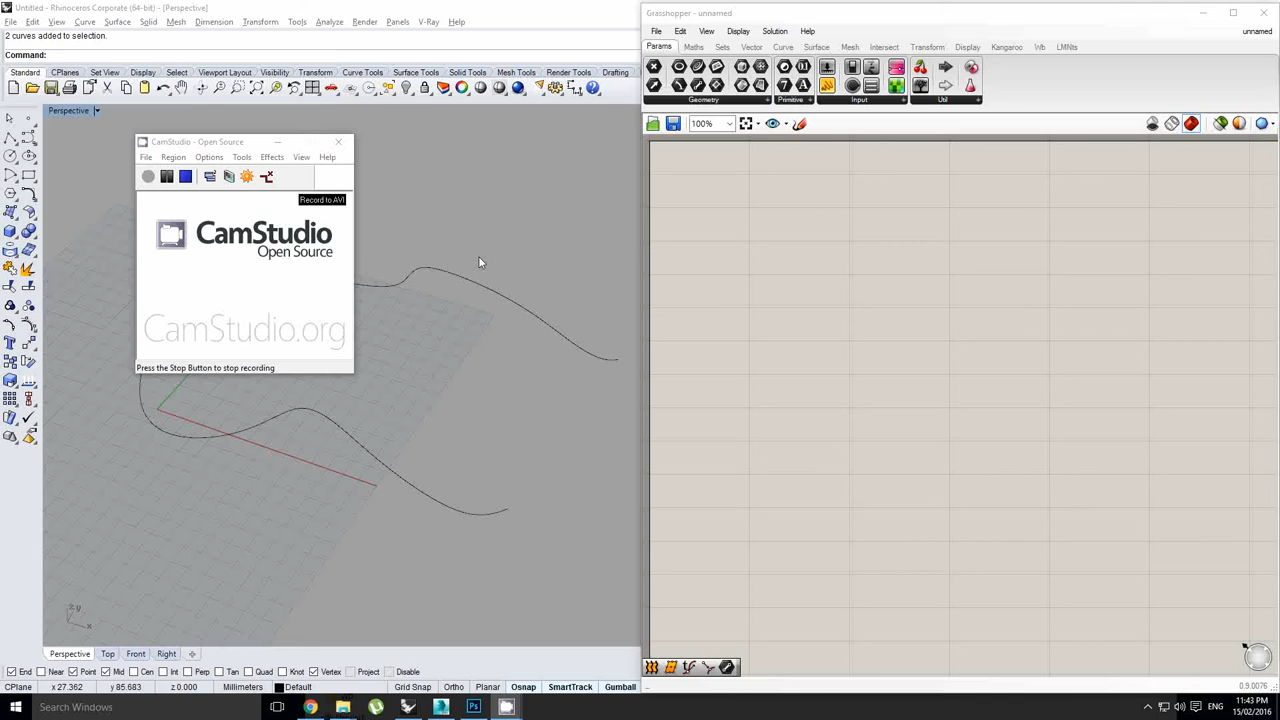 Untitled - Rhinoceros Corporate (64-bit) - [Perspective]
File Edit View Curve Surface Solid Mesh Dimension Transform Tools Analyze Render Panels V-Ray Help
2 curves added to selection.
Command:
Standard CPlanes Set View Display Select Viewport Layout Visibility Transform Curve Tools Surface Tools Solid Tools Mesh Tools Render Tools Drafting
Perspective
CamStudio - Open Source
File Region Options Tools Effects View Help
Record to AVI
CamStudio
Open Source
CamStudio.org
Press the Stop Button to stop recording
z y
x
Perspective Top Front Right
End Near Point Mid Cen Int Perp Tan Quad Knot Vertex Project Disable
CPlane x 27.362 y 85.683 z 0.000 Millimeters Default Grid Snap Ortho Planar Osnap SmartTrack Gumball
Grasshopper - unnamed
File Edit View Display Solution Help unnamed
Params Maths Sets Vector Curve Surface Mesh Intersect Transform Display Kangaroo Wb LMNts
Geometry Primitive Input Util
100%
0.9.0076
Search Windows
ENG
11:43 PM
15/02/2016